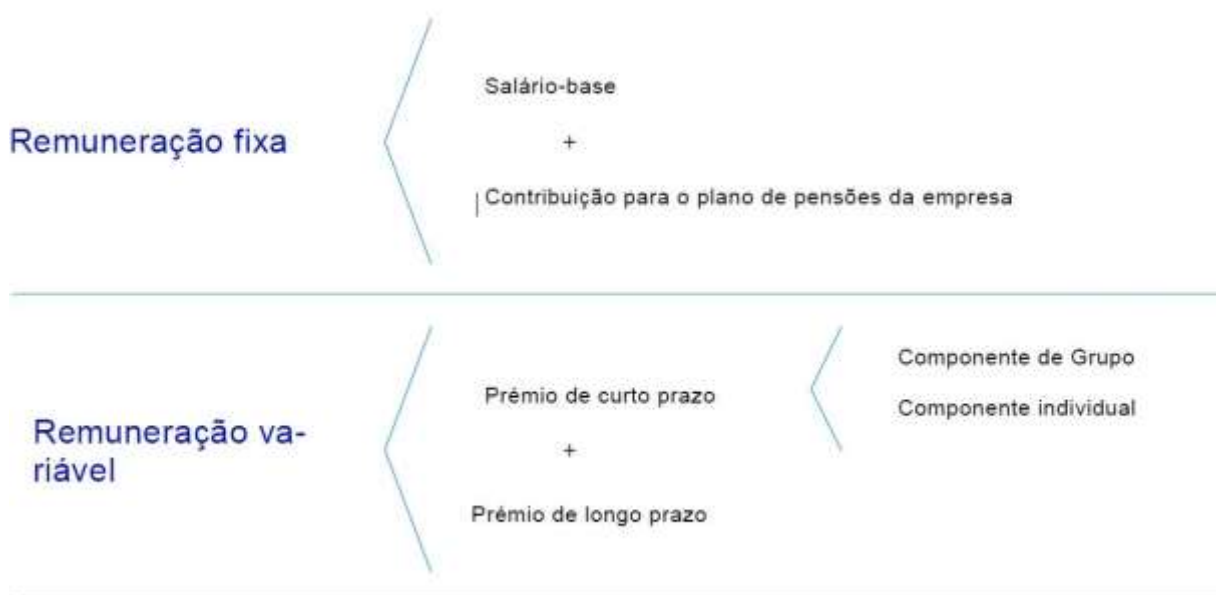 Remuneração fixa
Salário-base
+
Contribuição para o plano de pensões da empresa
Remuneração va-
riável
Prémio de curto prazo
+
Prémio de longo prazo
Componente de Grupo
Componente individual